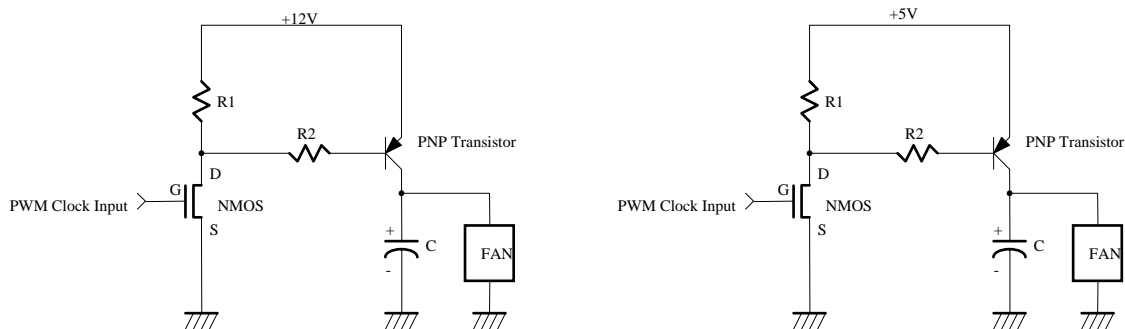 +12V
R1
R2
PNP Transistor
D
G
PWM Clock Input
NMOS
S
+
C
-
FAN
+5V
R1
R2
PNP Transistor
D
G
PWM Clock Input
NMOS
S
+
C
-
FAN